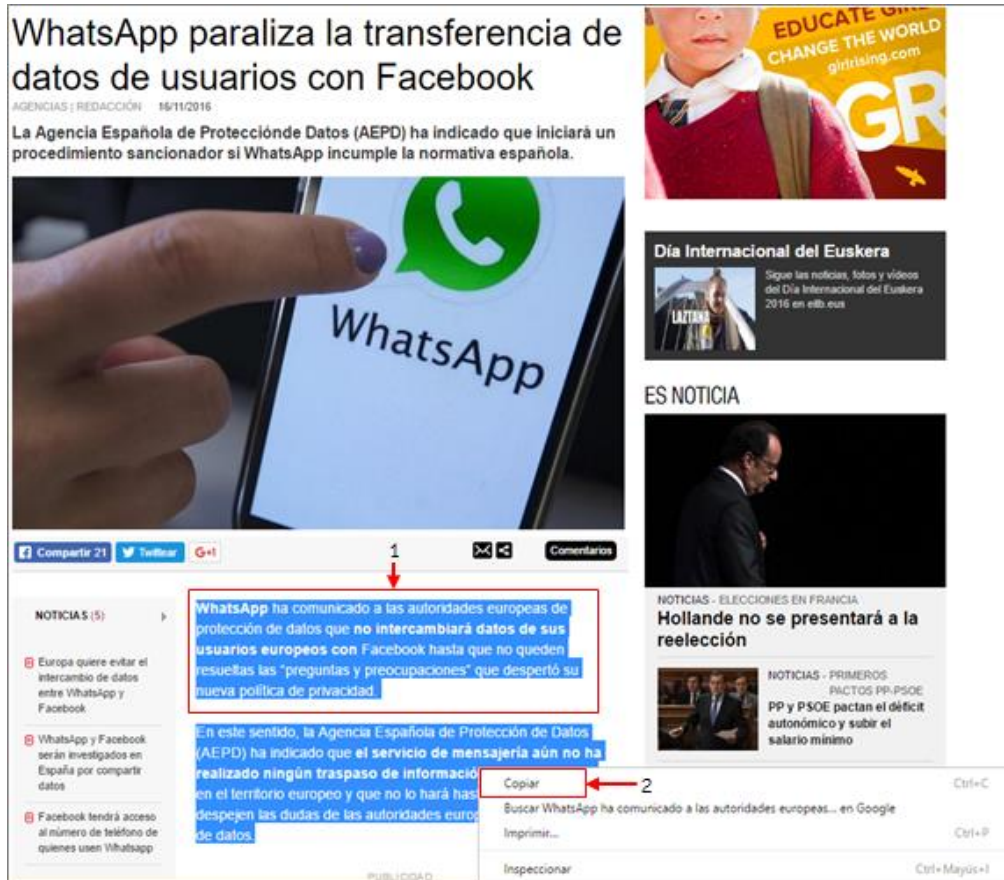 WhatsApp paraliza la transferencia de
datos de usuarios con Facebook
AGENCIAS | REDACCIÓN 16/11/2016
La Agencia Española de Protecciónde Datos (AEPD) ha indicado que iniciará un
procedimiento sancionador si WhatsApp incumple la normativa española.
WhatsApp
Compartir 21
Twittear
G+1
1
Comentarios
NOTICIAS (5)
Europa quiere evitar el
intercambio de datos
entre WhatsApp y
Facebook
WhatsApp y Facebook
serán investigados en
España por compartir
datos
Facebook tendrá acceso
al número de teléfono de
quienes usen Whatsapp
WhatsApp ha comunicado a las autoridades europeas de
protección de datos que no intercambiará datos de sus
usuarios europeos con Facebook hasta que no queden
resueltas las "preguntas y preocupaciones" que despertó su
nueva política de privacidad.
En este sentido, la Agencia Española de Protección de Datos
(AEPD) ha indicado que el servicio de mensajería aún no ha
realizado ningún traspaso de informació
en el territorio europeo y que no lo hará has
despejen las dudas de las autoridades euro
de datos.
PUBLICIDAD
Copiar
2
Ctrl+C
Buscar WhatsApp ha comunicado a las autoridades europeas... en Google
Imprimir...
Ctrl+P
Inspeccionar
Ctrl+Mayús+I
EDUCATE GIRLS
CHANGE THE WORLD
girlrising.com
GR
Día Internacional del Euskera
LAZTANA
Sigue las noticias, fotos y vídeos
del Día Internacional del Euskera
2016 en eitb.eus
ES NOTICIA
NOTICIAS - ELECCIONES EN FRANCIA
Hollande no se presentará a la
reelección
NOTICIAS - PRIMEROS
PACTOS PP-PSOE
PP y PSOE pactan el déficit
autonómico y subir el
salario mínimo